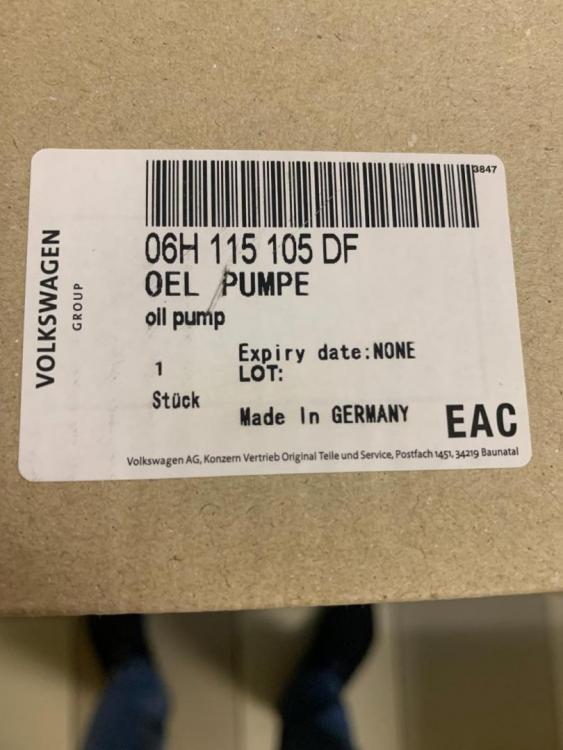 3847
06H 115 105 DF
OEL PUMPE
oil pump
VOLKSWAGEN
GROUP
Expiry date:NONE
1
LOT:
Stück
Made In GERMANY
EAC
Volkswagen AG, Konzern Vertrieb Original Teile und Service, Postfach 1451, 34219 Baunatal